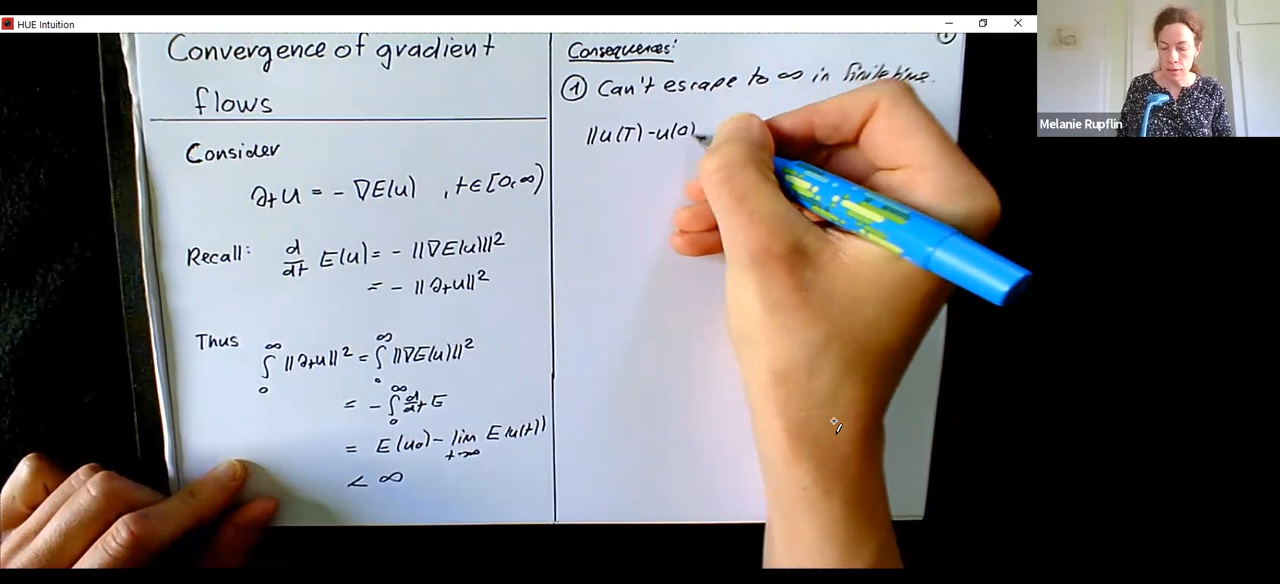 HUE Intuition
Convergence of gradient
flows
Consider
∂ₜu = - ∇E(u) , t∈[0,∞)
Recall: d/dt E(u) = - ||∇E(u)||²
= - ||∂ₜu||²
Thus
∫₀^∞ ||∂ₜu||² = ∫₀^∞ ||∇E(u)||²
= - ∫₀^∞ d/dt E
= E(u₀) - lim_{t→∞} E(u(t))
< ∞
Consequences:
① Can't escape to ∞ in finite time.
||u(T) - u(0)
Melanie Rupflin